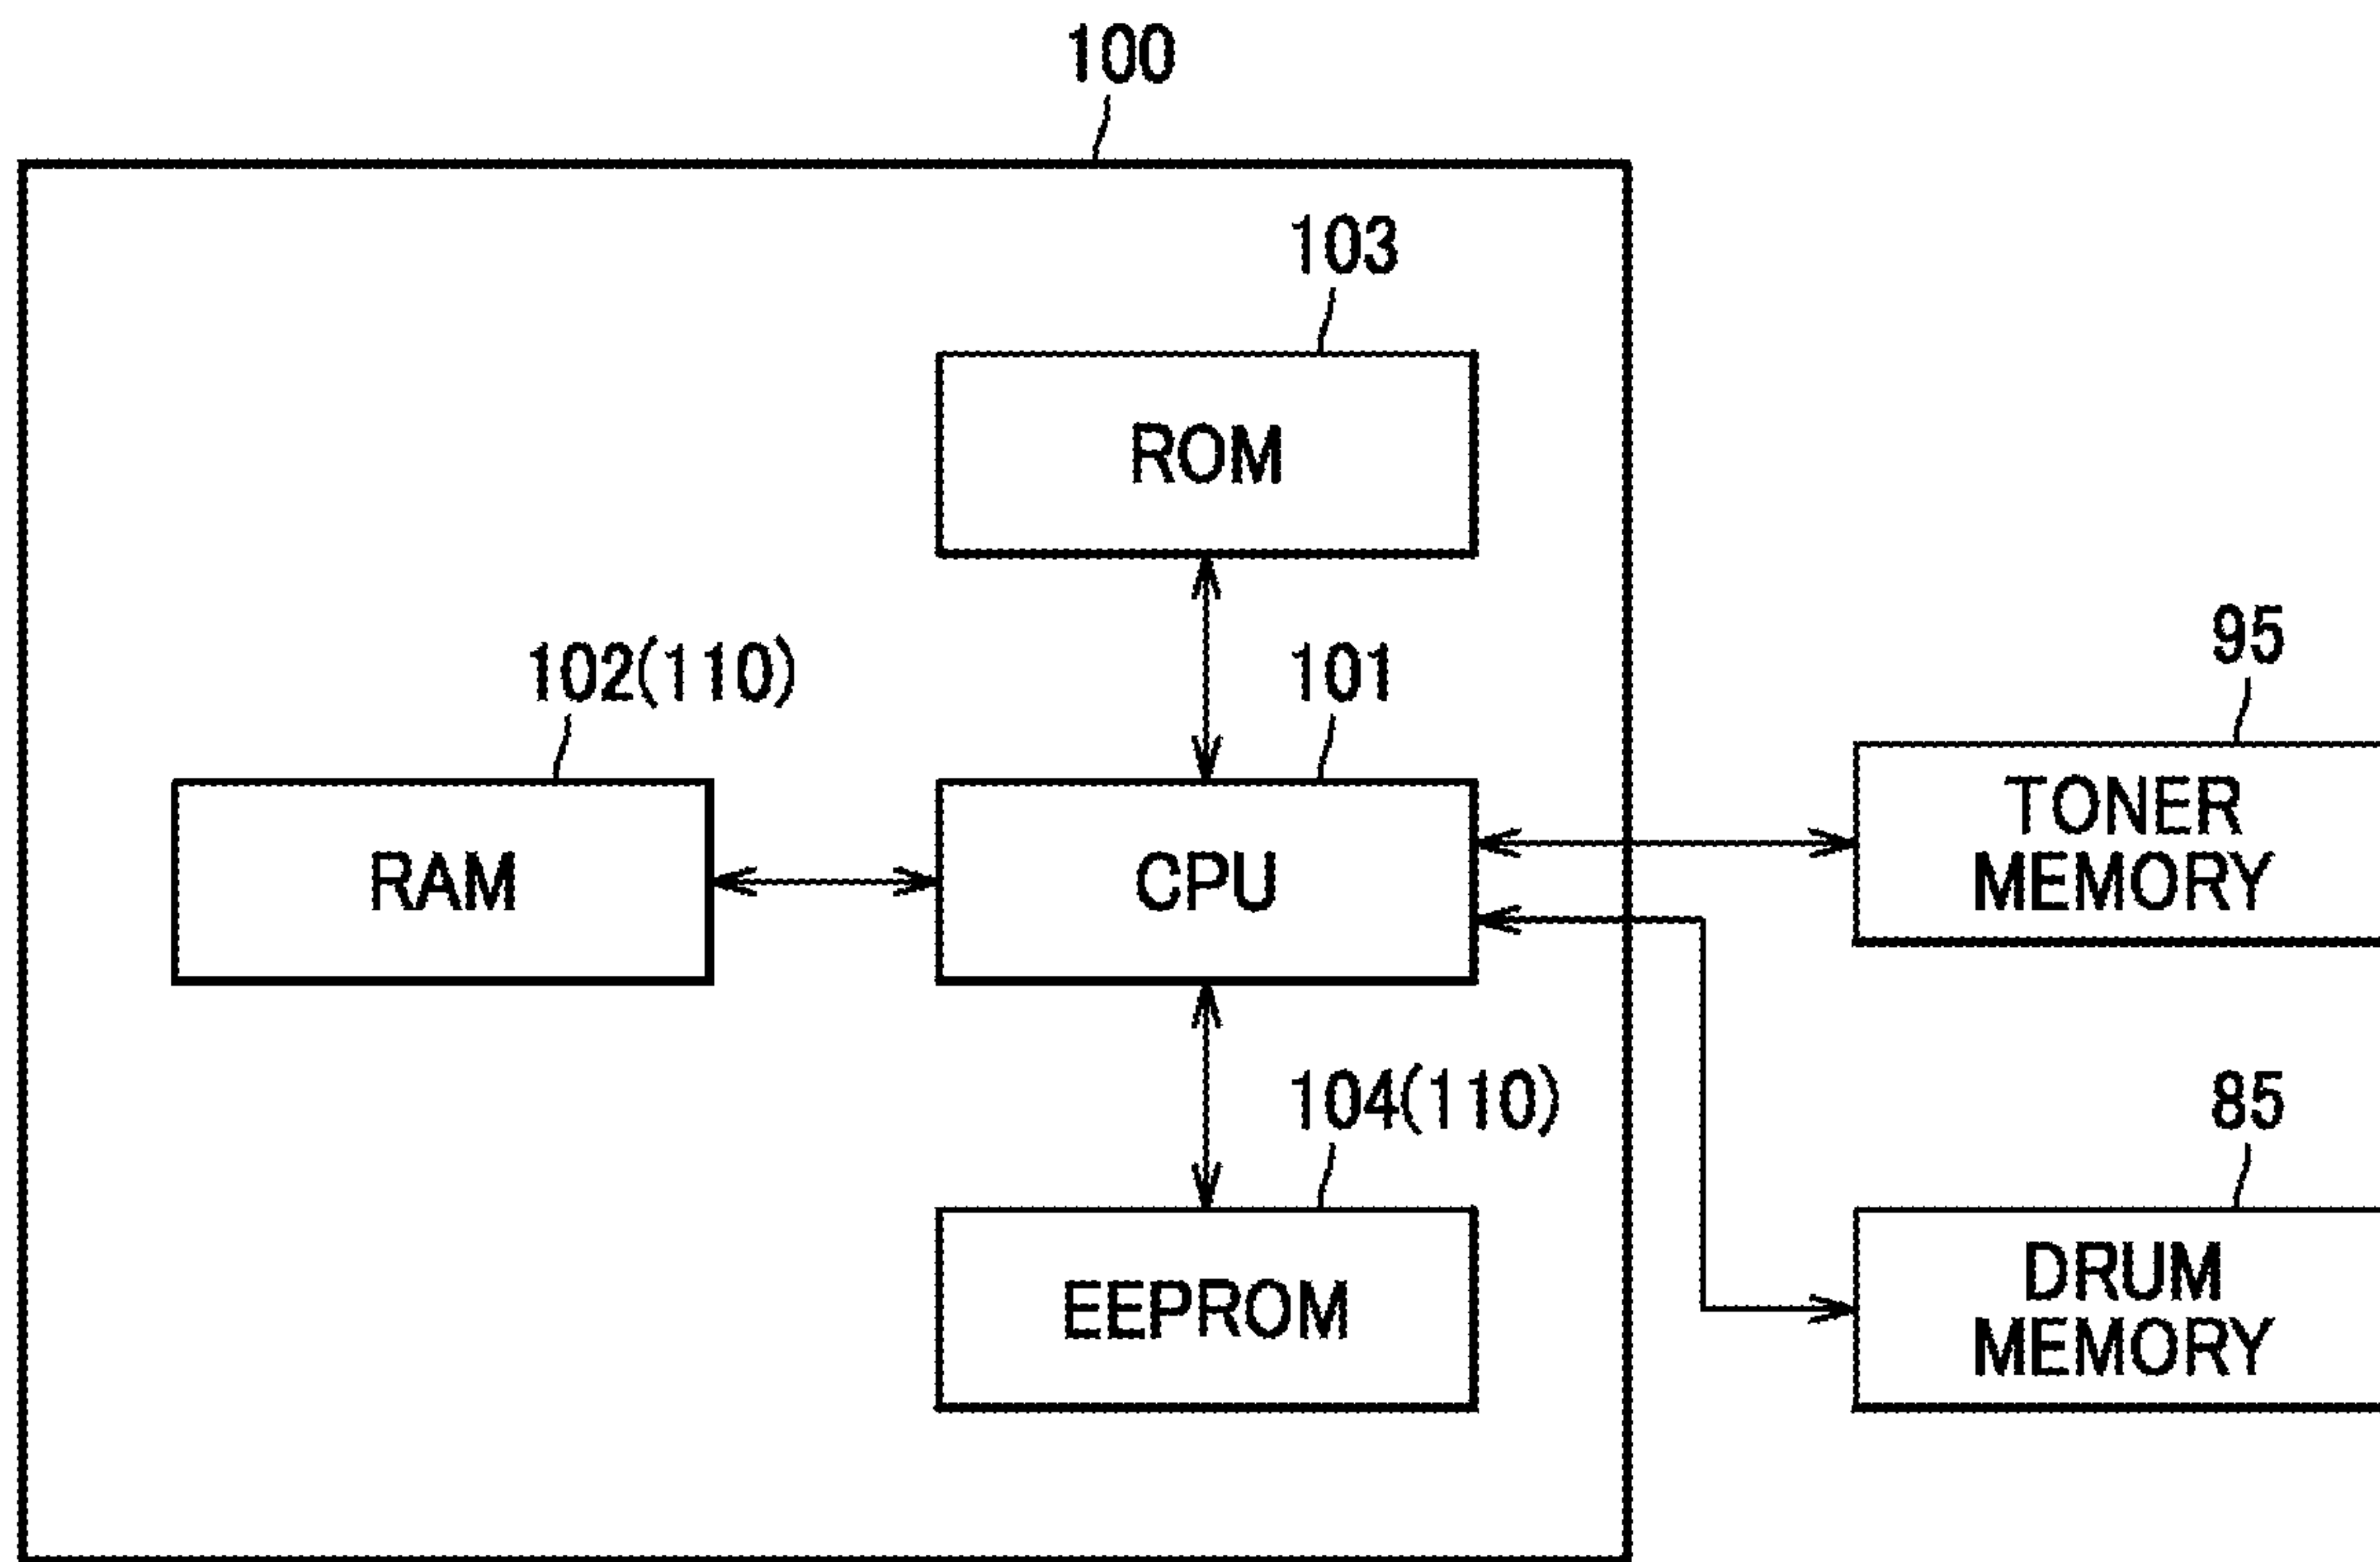 100
103
ROM
102(110)
101
95
RAM
CPU
TONER
MEMORY
104(110)
85
EEPROM
DRUM
MEMORY